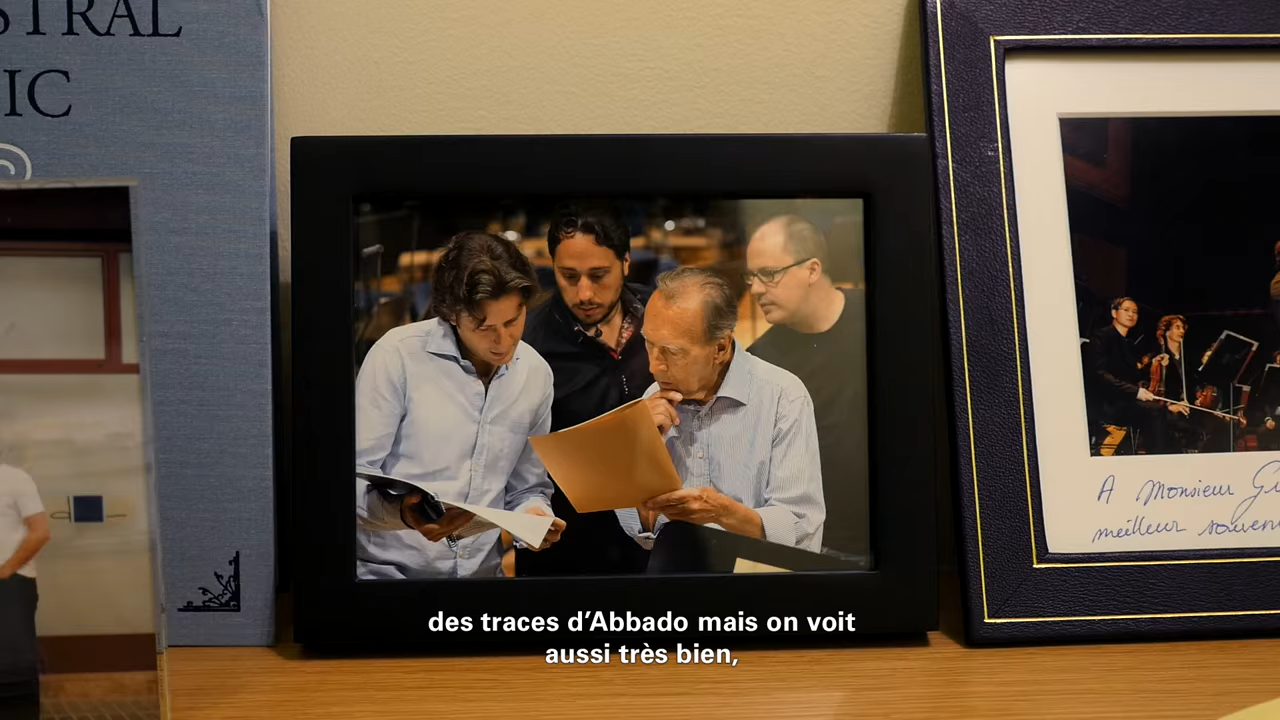 STRAL
IC
A Monsieur
meilleur
des traces d’Abbado mais on voit
aussi très bien,